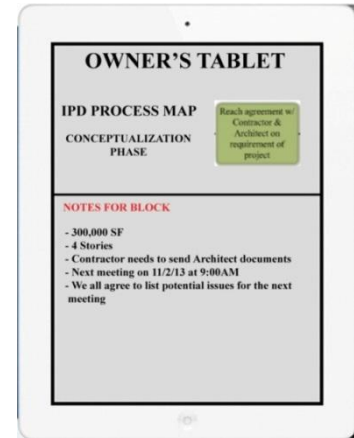 OWNER'S TABLET
IPD PROCESS MAP
CONCEPTUALIZATION
PHASE
Reach agreement w/
Contractor &
Architect on
requirement of
project
NOTES FOR BLOCK
- 300,000 SF
- 4 Stories
- Contractor needs to send Architect documents
- Next meeting on 11/2/13 at 9:00AM
- We all agree to list potential issues for the next
meeting